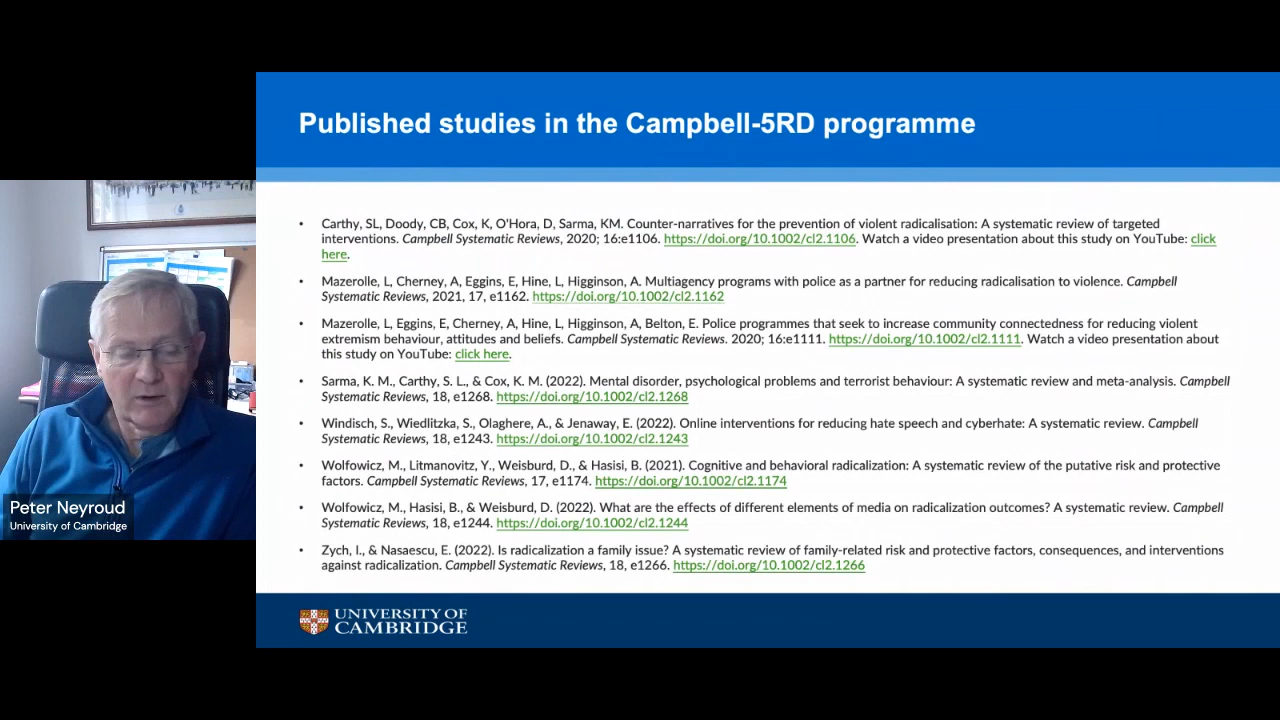 Published studies in the Campbell-5RD programme
• Carthy, SL, Doody, CB, Cox, K, O'Hora, D, Sarma, KM. Counter-narratives for the prevention of violent radicalisation: A systematic review of targeted
interventions. Campbell Systematic Reviews, 2020; 16:e1106. https://doi.org/10.1002/cl2.1106. Watch a video presentation about this study on YouTube: click
here.
• Mazerolle, L, Cherney, A, Eggins, E, Hine, L, Higginson, A. Multiagency programs with police as a partner for reducing radicalisation to violence. Campbell
Systematic Reviews, 2021, 17, e1162. https://doi.org/10.1002/cl2.1162
• Mazerolle, L, Eggins, E, Cherney, A, Hine, L, Higginson, A, Belton, E. Police programmes that seek to increase community connectedness for reducing violent
extremism behaviour, attitudes and beliefs. Campbell Systematic Reviews. 2020; 16:e1111. https://doi.org/10.1002/cl2.1111. Watch a video presentation about
this study on YouTube: click here.
• Sarma, K. M., Carthy, S. L., & Cox, K. M. (2022). Mental disorder, psychological problems and terrorist behaviour: A systematic review and meta-analysis. Campbell
Systematic Reviews, 18, e1268. https://doi.org/10.1002/cl2.1268
• Windisch, S., Wiedlitzka, S., Olaghere, A., & Jenaway, E. (2022). Online interventions for reducing hate speech and cyberhate: A systematic review. Campbell
Systematic Reviews, 18, e1243. https://doi.org/10.1002/cl2.1243
• Wolfowicz, M., Litmanovitz, Y., Weisburd, D., & Hasisi, B. (2021). Cognitive and behavioral radicalization: A systematic review of the putative risk and protective
factors. Campbell Systematic Reviews, 17, e1174. https://doi.org/10.1002/cl2.1174
• Wolfowicz, M., Hasisi, B., & Weisburd, D. (2022). What are the effects of different elements of media on radicalization outcomes? A systematic review. Campbell
Systematic Reviews, 18, e1244. https://doi.org/10.1002/cl2.1244
• Zych, I., & Nasaescu, E. (2022). Is radicalization a family issue? A systematic review of family-related risk and protective factors, consequences, and interventions
against radicalization. Campbell Systematic Reviews, 18, e1266. https://doi.org/10.1002/cl2.1266
Peter Neyroud
University of Cambridge
UNIVERSITY OF
CAMBRIDGE